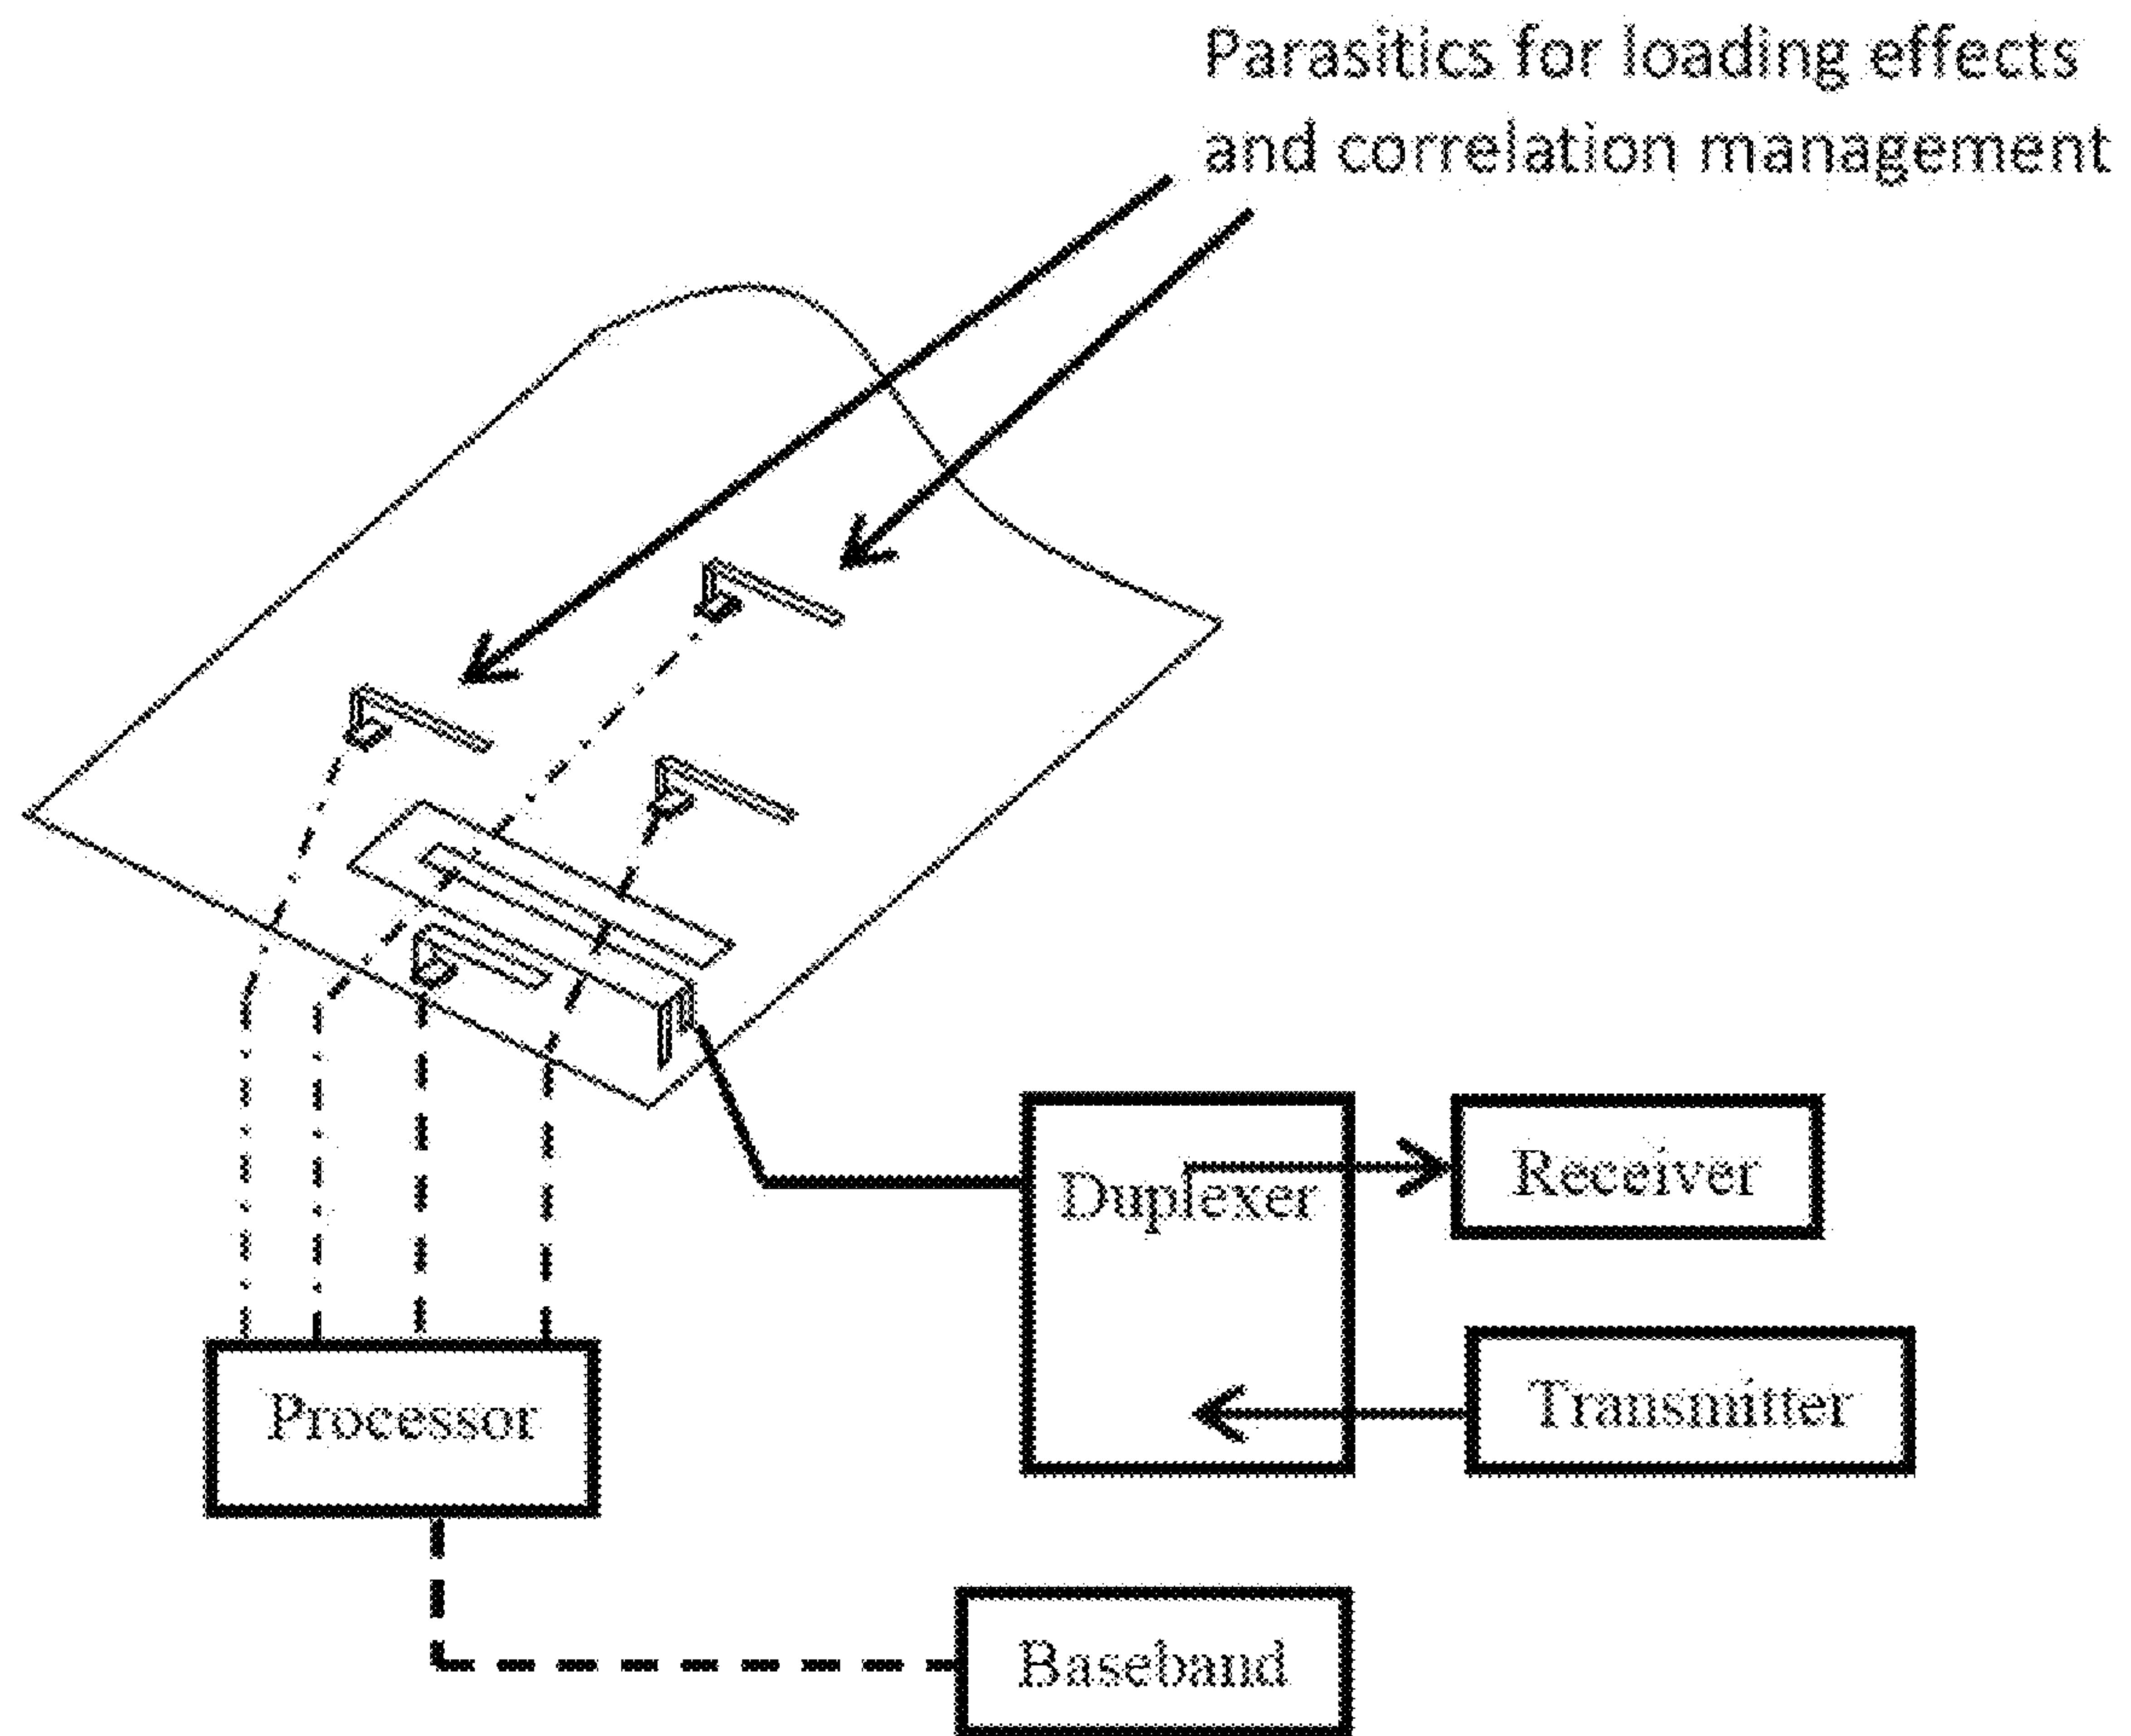 Parasitics for loading effects
and correlation management
Duplexer
Receiver
Transmitter
Processor
Baseband